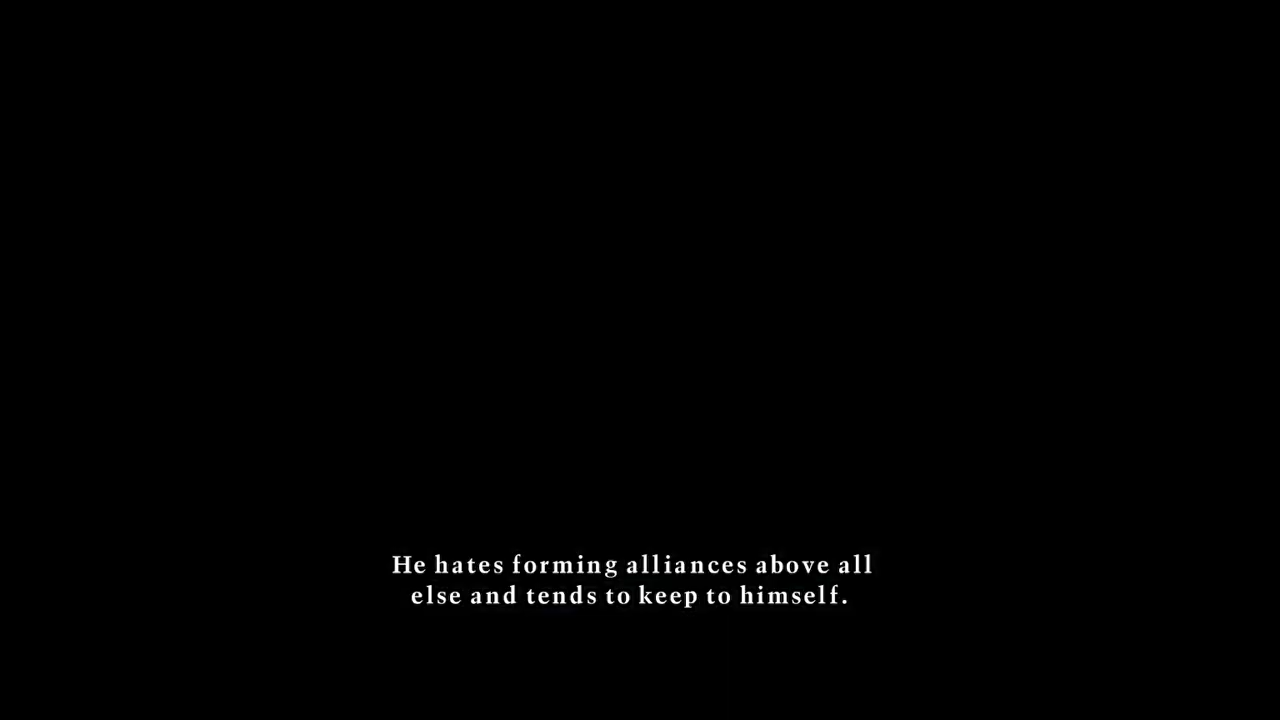 He hates forming alliances above all
else and tends to keep to himself.